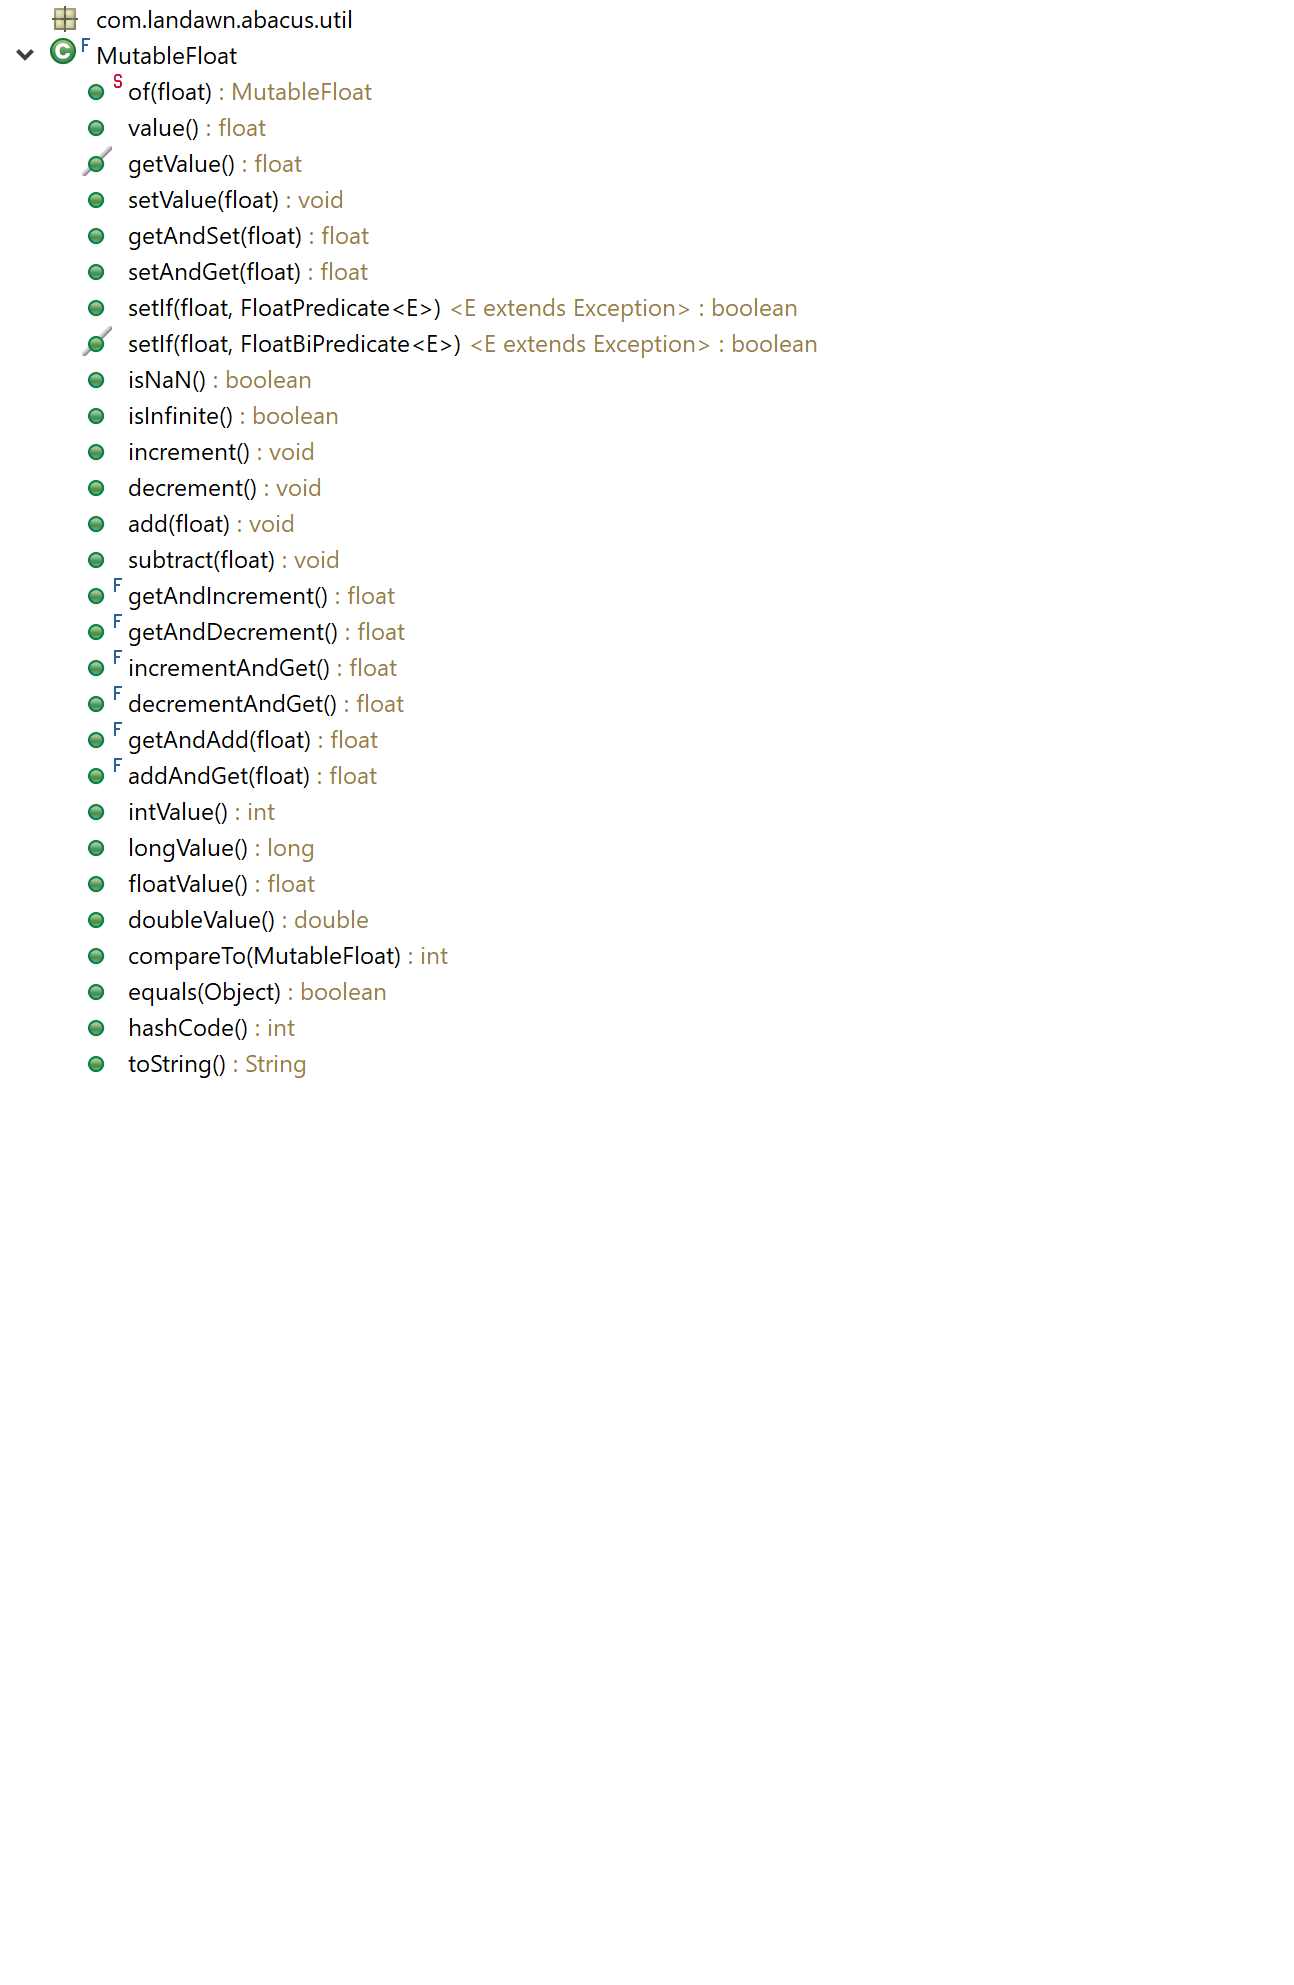 com.landawn.abacus.util
C F MutableFloat
S of(float) : MutableFloat
value() : float
getValue() : float
setValue(float) : void
getAndSet(float) : float
setAndGet(float) : float
setIf(float, FloatPredicate<E>) <E extends Exception> : boolean
setIf(float, FloatBiPredicate<E>) <E extends Exception> : boolean
isNaN() : boolean
isInfinite() : boolean
increment() : void
decrement() : void
add(float) : void
subtract(float) : void
F getAndIncrement() : float
F getAndDecrement() : float
F incrementAndGet() : float
F decrementAndGet() : float
F getAndAdd(float) : float
F addAndGet(float) : float
intValue() : int
longValue() : long
floatValue() : float
doubleValue() : double
compareTo(MutableFloat) : int
equals(Object) : boolean
hashCode() : int
toString() : String